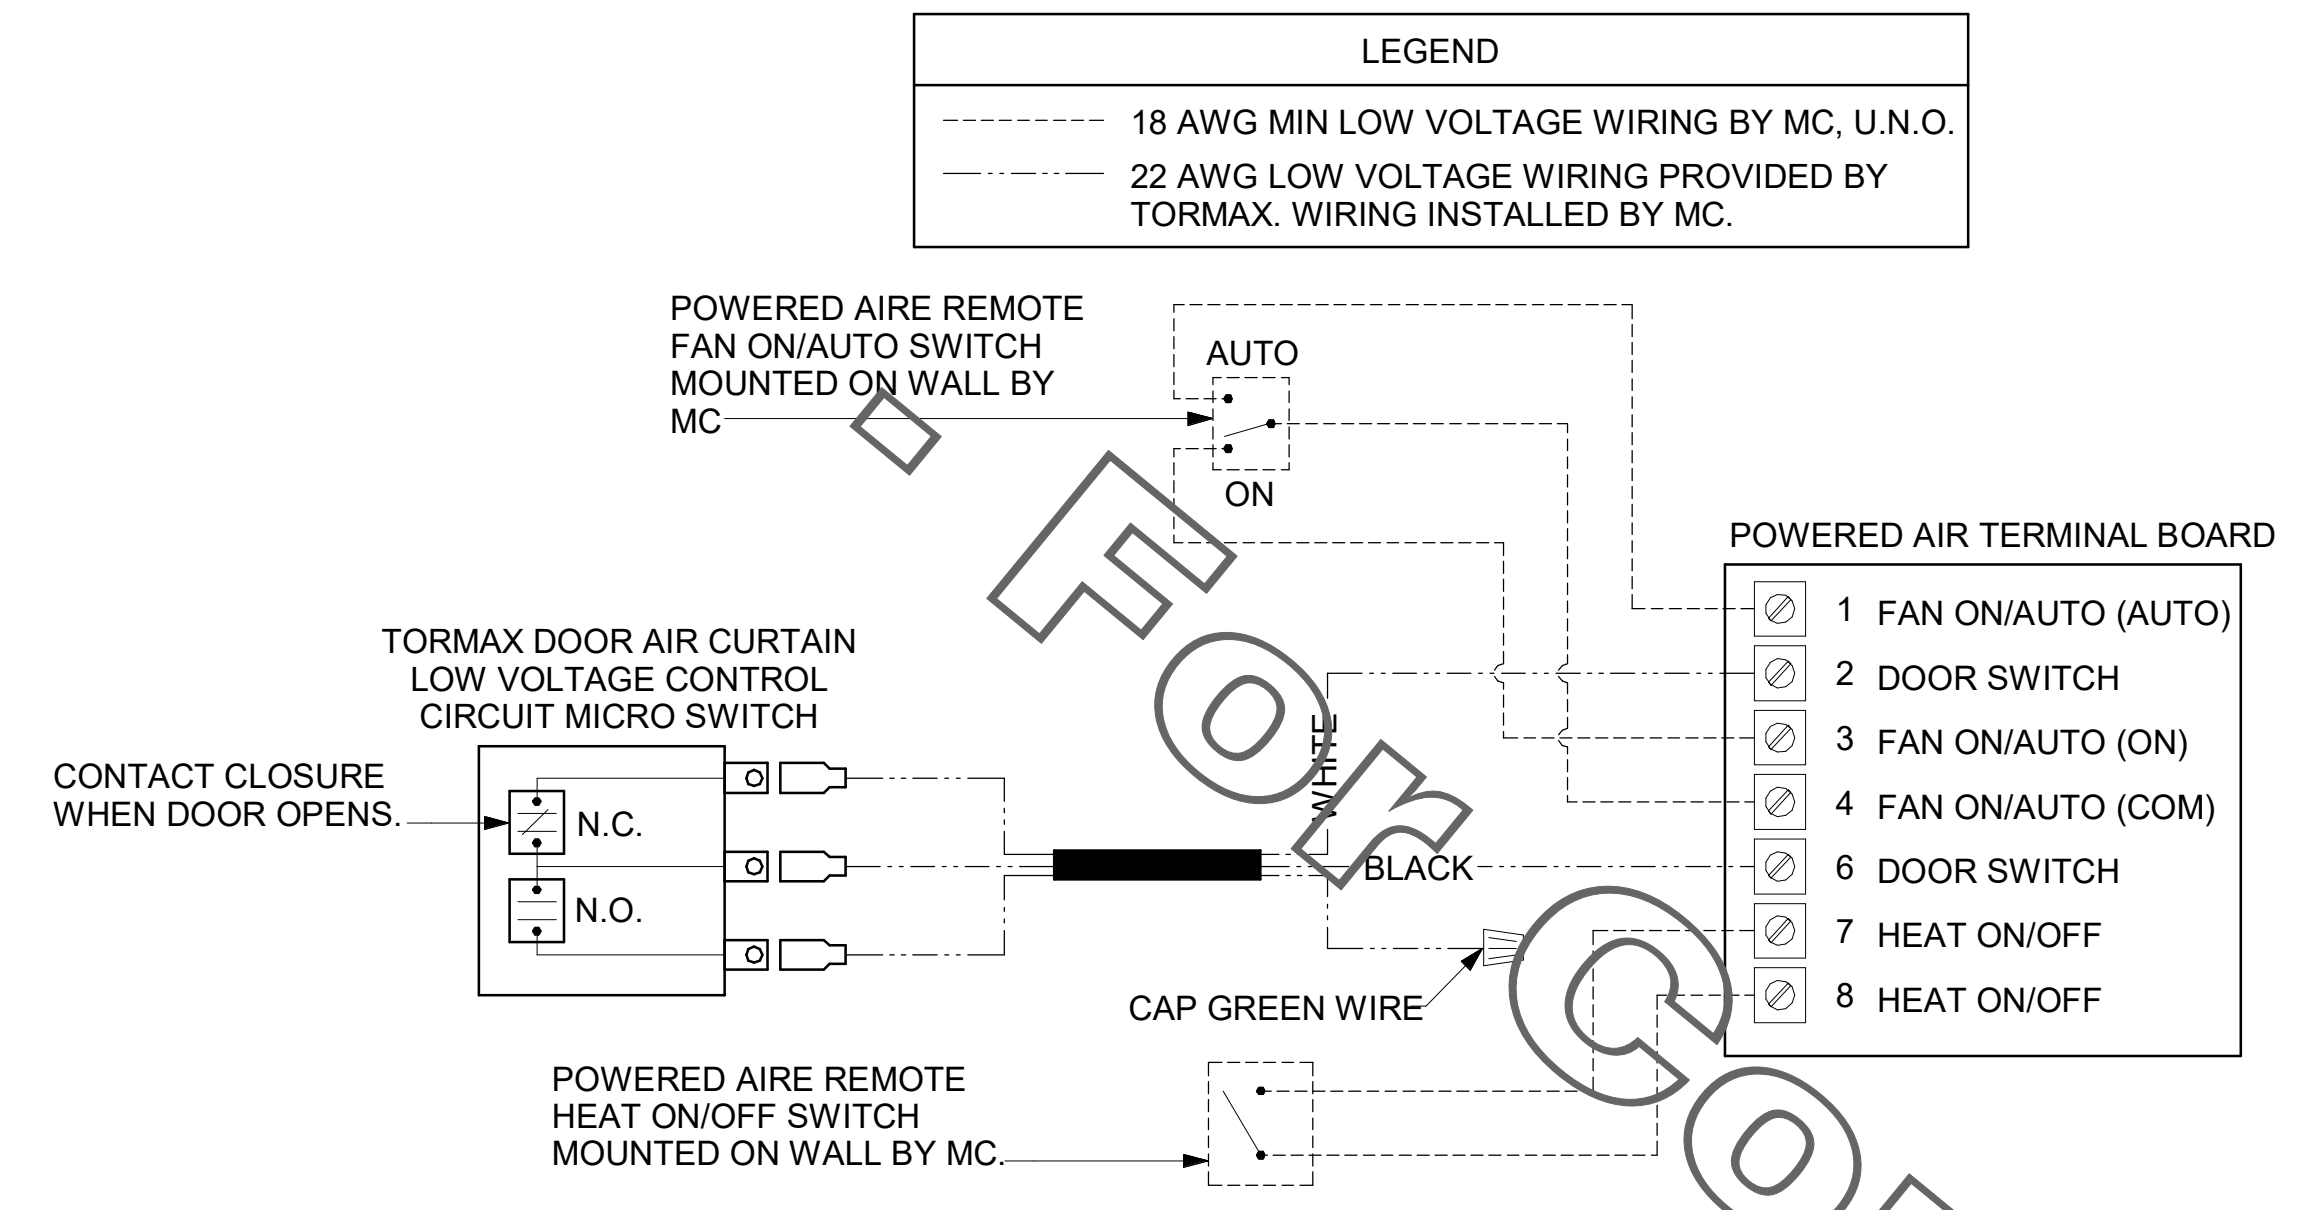 LEGEND
18 AWG MIN LOW VOLTAGE WIRING BY MC, U.N.O.
22 AWG LOW VOLTAGE WIRING PROVIDED BY
TORMAX. WIRING INSTALLED BY MC.
POWERED AIRE REMOTE
FAN ON/AUTO SWITCH
MOUNTED ON WALL BY
MC
AUTO
ON
POWERED AIR TERMINAL BOARD
1 FAN ON/AUTO (AUTO)
2 DOOR SWITCH
3 FAN ON/AUTO (ON)
4 FAN ON/AUTO (COM)
6 DOOR SWITCH
7 HEAT ON/OFF
8 HEAT ON/OFF
TORMAX DOOR AIR CURTAIN
LOW VOLTAGE CONTROL
CIRCUIT MICRO SWITCH
CONTACT CLOSURE
WHEN DOOR OPENS.
N.C.
N.O.
WHITE
BLACK
CAP GREEN WIRE
POWERED AIRE REMOTE
HEAT ON/OFF SWITCH
MOUNTED ON WALL BY MC.
- For Co